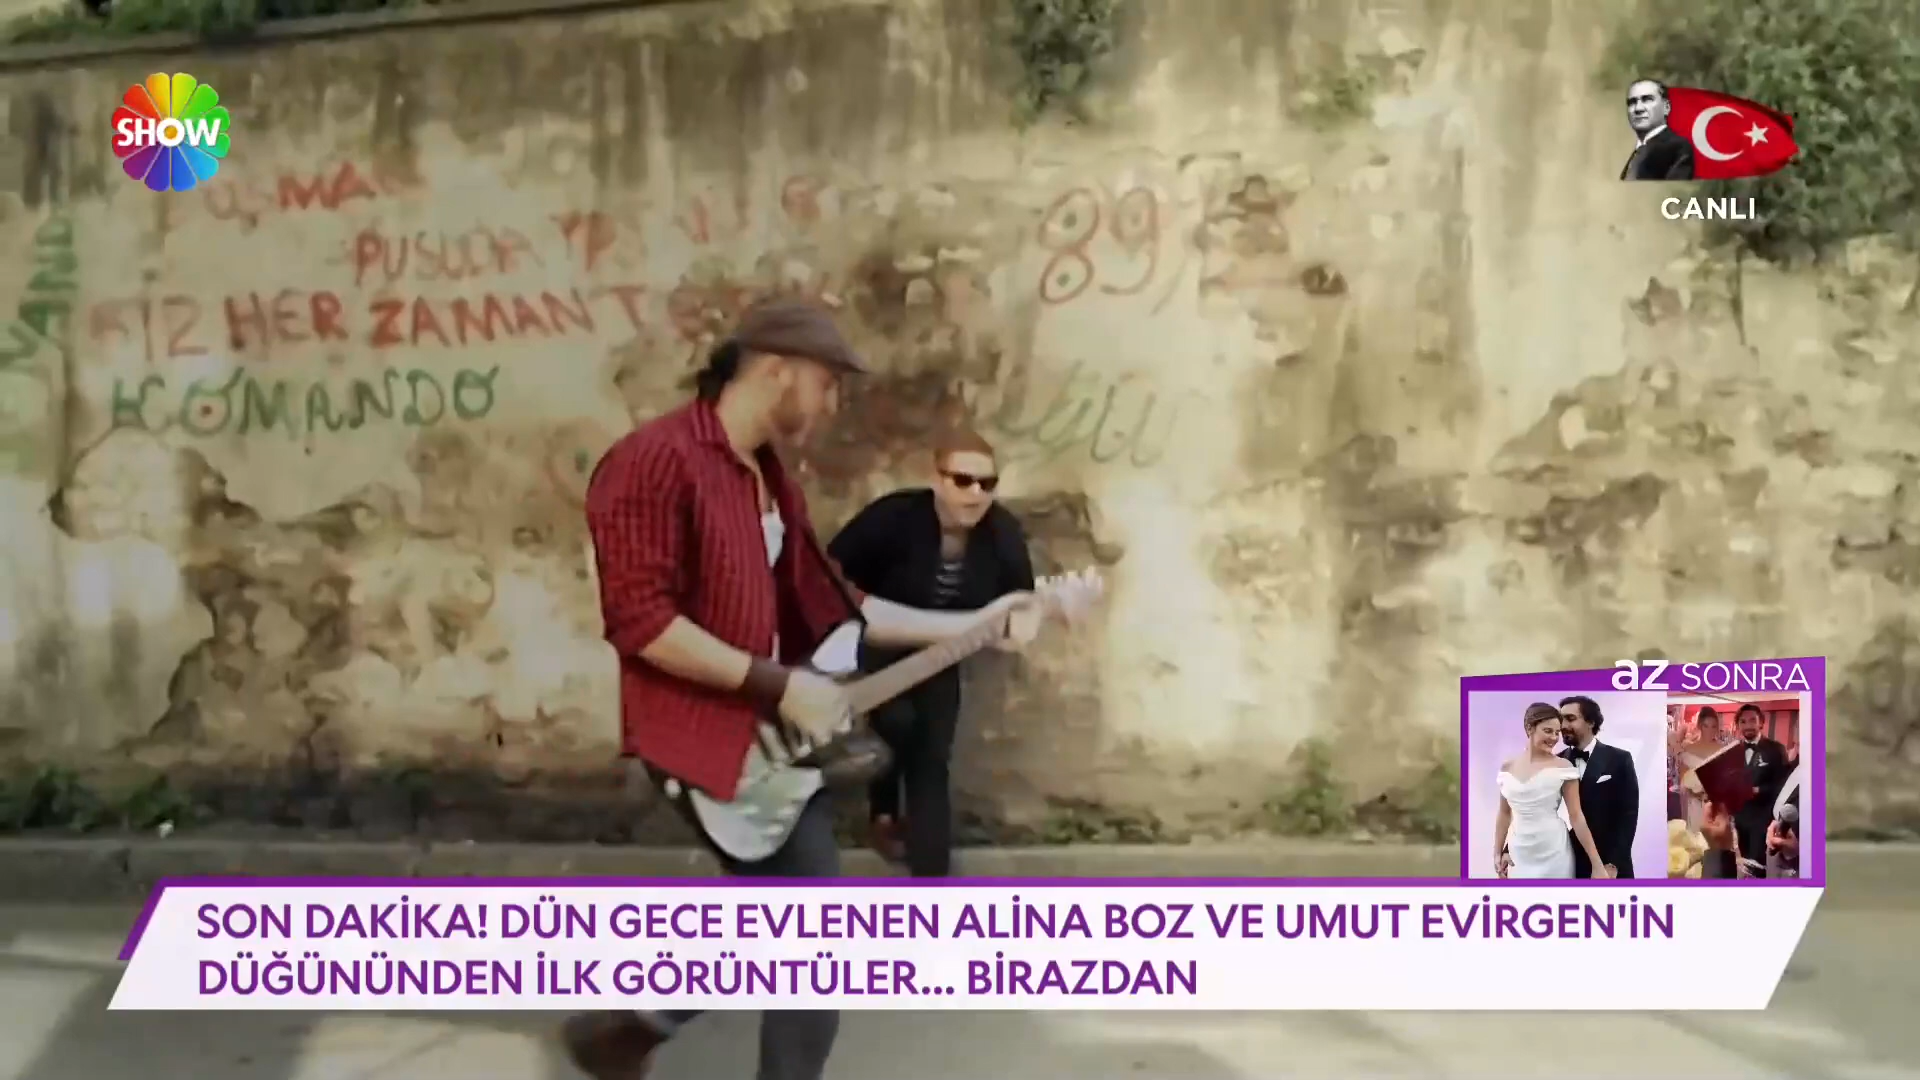 SHOW
CANLI
PUSUDA
HER ZAMAN
KOMANDO
89
az SONRA
SON DAKİKA! DÜN GECE EVLENEN ALİNA BOZ VE UMUT EVİRGEN'İN
DÜĞÜNÜNDEN İLK GÖRÜNTÜLER... BİRAZDAN